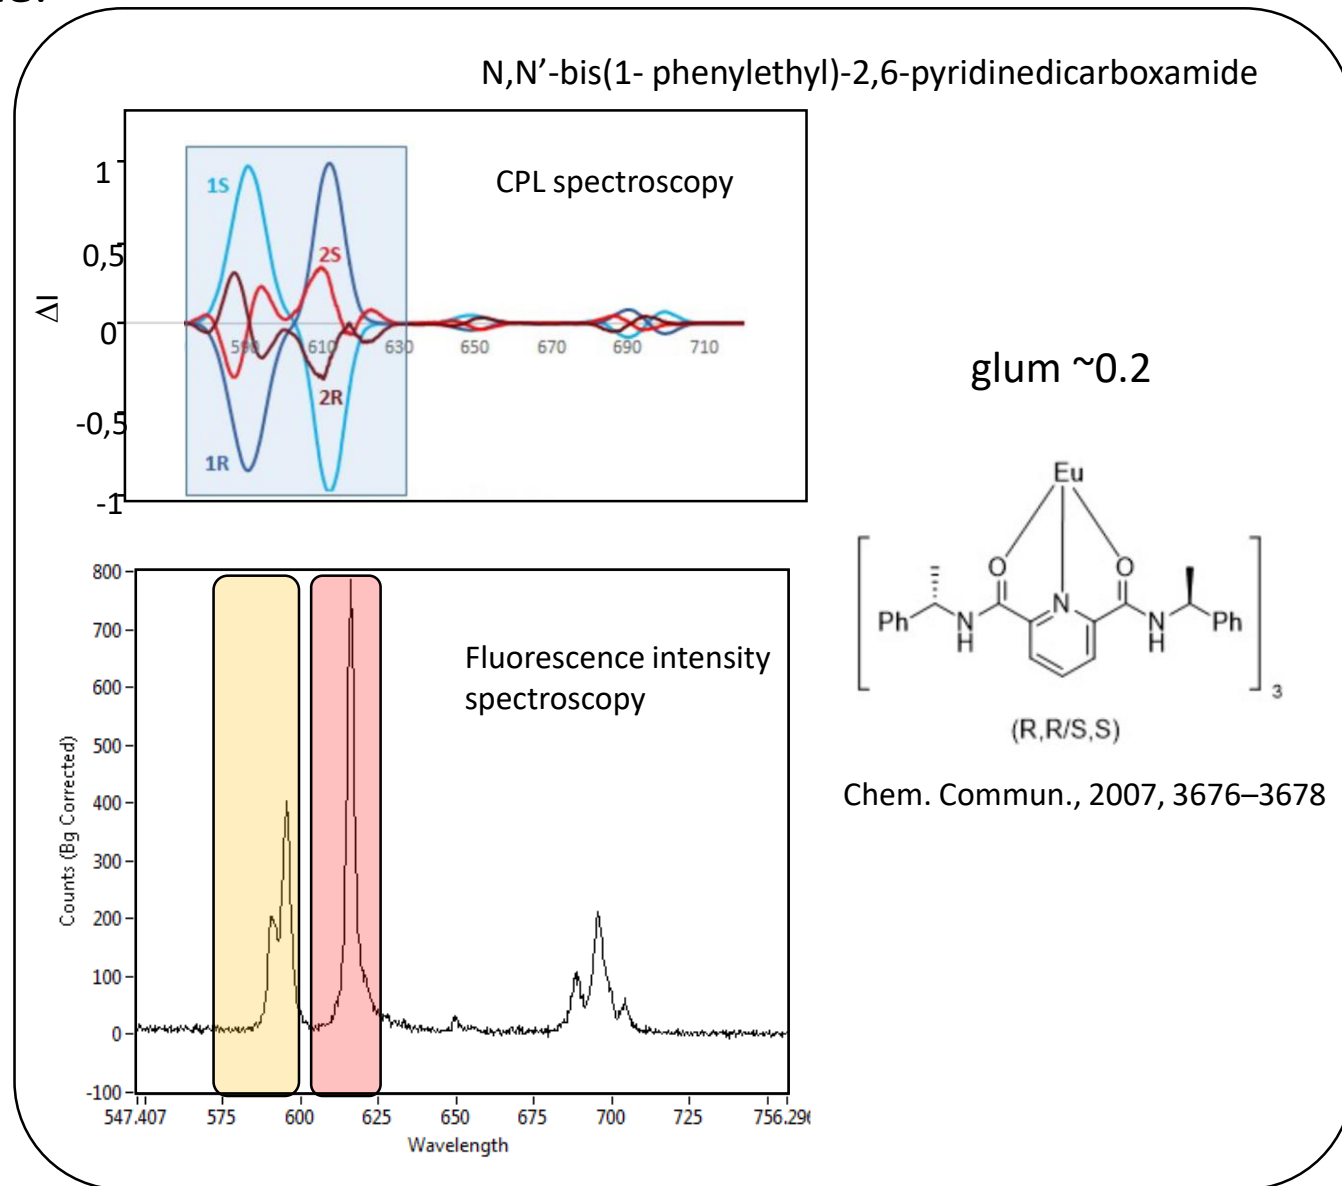 N,N’-bis(1- phenylethyl)-2,6-pyridinedicarboxamide
CPL spectroscopy
1S
2S
2R
1R
1
0,5
0
-0,5
-1
ΔI
590
610
630
650
670
690
710
glum ~0.2
Eu
O
O
N
Ph
N
H
N
H
Ph
3
(R,R/S,S)
Chem. Commun., 2007, 3676–3678
Fluorescence intensity
spectroscopy
Counts (Bg Corrected)
800
700
600
500
400
300
200
100
0
-100
547.407
575
600
625
650
675
700
725
756.29
Wavelength